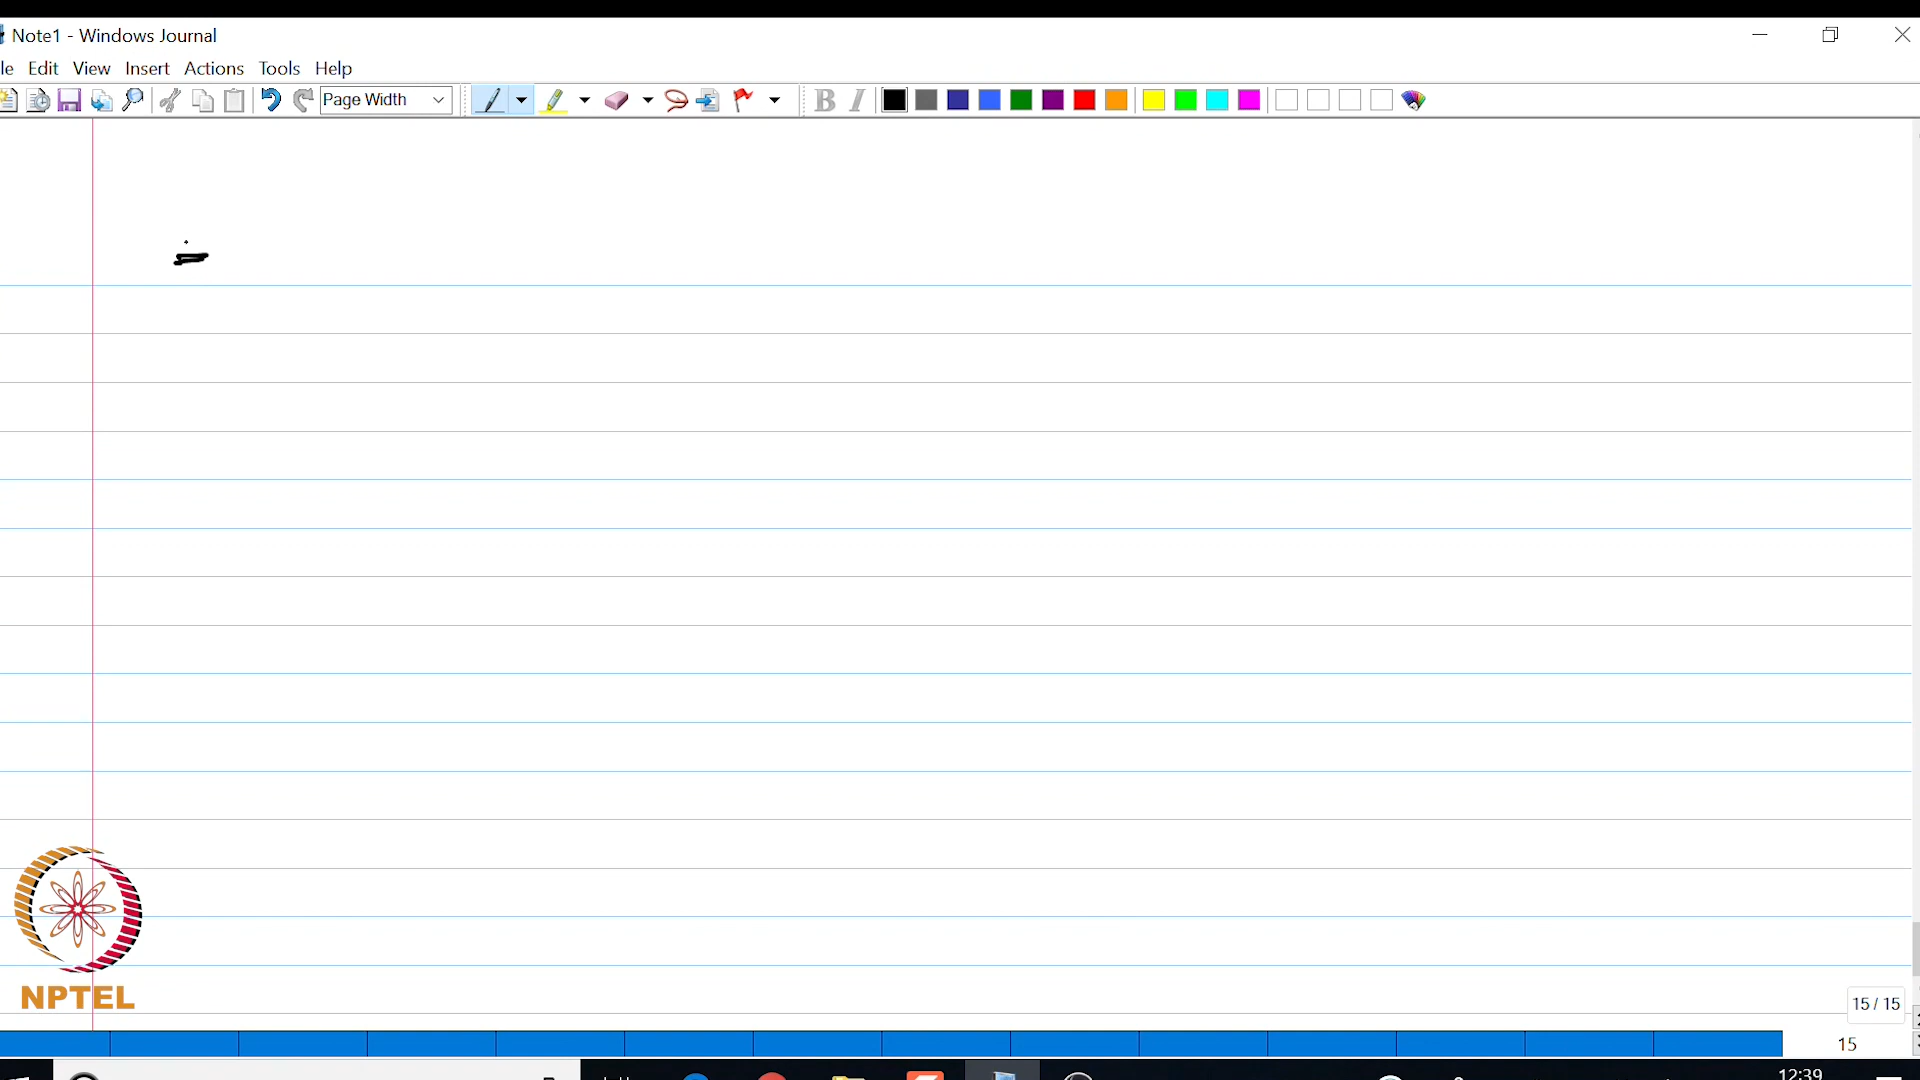 Note1 - Windows Journal
le Edit View Insert Actions Tools Help
Page Width B I
NPTEL
15 / 15
15
12:39